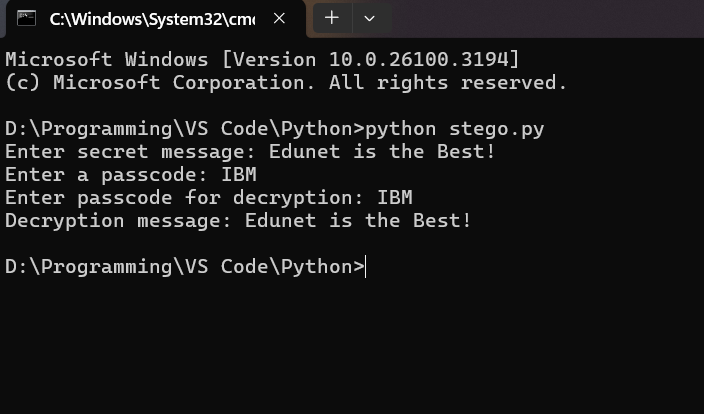 C:\Windows\System32\cmc
Microsoft Windows [Version 10.0.26100.3194]
(c) Microsoft Corporation. All rights reserved.
D:\Programming\VS Code\Python>python stego.py
Enter secret message: Edunet is the Best!
Enter a passcode: IBM
Enter passcode for decryption: IBM
Decryption message: Edunet is the Best!
D:\Programming\VS Code\Python>